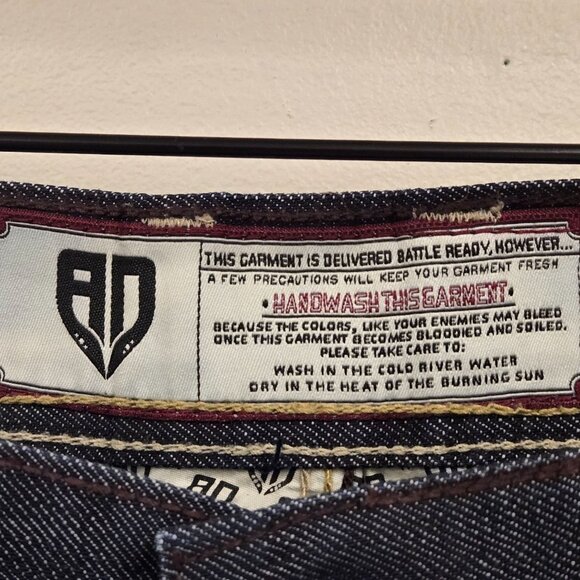 AD
THIS GARMENT IS DELIVERED BATTLE READY, HOWEVER...
A FEW PRECAUTIONS WILL KEEP YOUR GARMENT FRESH
• HANDWASH THIS GARMENT •
BECAUSE THE COLORS, LIKE YOUR ENEMIES MAY BLEED
ONCE THIS GARMENT BECOMES BLOODIED AND SOILED.
PLEASE TAKE CARE TO:
WASH IN THE COLD RIVER WATER
DRY IN THE HEAT OF THE BURNING SUN
AD